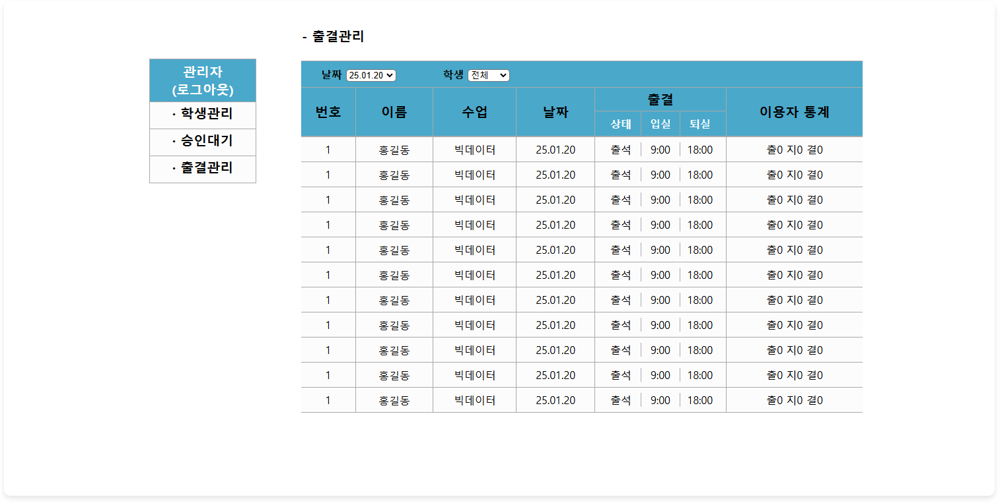 - 출결관리
관리자
(로그아웃)
· 학생관리
· 승인대기
· 출결관리
날짜 25.01.20 학생 전체
번호 이름 수업 날짜 출결 이용자 통계
상태 입실 퇴실
1 홍길동 빅데이터 25.01.20 출석 9:00 18:00 출0 지0 결0
1 홍길동 빅데이터 25.01.20 출석 9:00 18:00 출0 지0 결0
1 홍길동 빅데이터 25.01.20 출석 9:00 18:00 출0 지0 결0
1 홍길동 빅데이터 25.01.20 출석 9:00 18:00 출0 지0 결0
1 홍길동 빅데이터 25.01.20 출석 9:00 18:00 출0 지0 결0
1 홍길동 빅데이터 25.01.20 출석 9:00 18:00 출0 지0 결0
1 홍길동 빅데이터 25.01.20 출석 9:00 18:00 출0 지0 결0
1 홍길동 빅데이터 25.01.20 출석 9:00 18:00 출0 지0 결0
1 홍길동 빅데이터 25.01.20 출석 9:00 18:00 출0 지0 결0
1 홍길동 빅데이터 25.01.20 출석 9:00 18:00 출0 지0 결0
1 홍길동 빅데이터 25.01.20 출석 9:00 18:00 출0 지0 결0